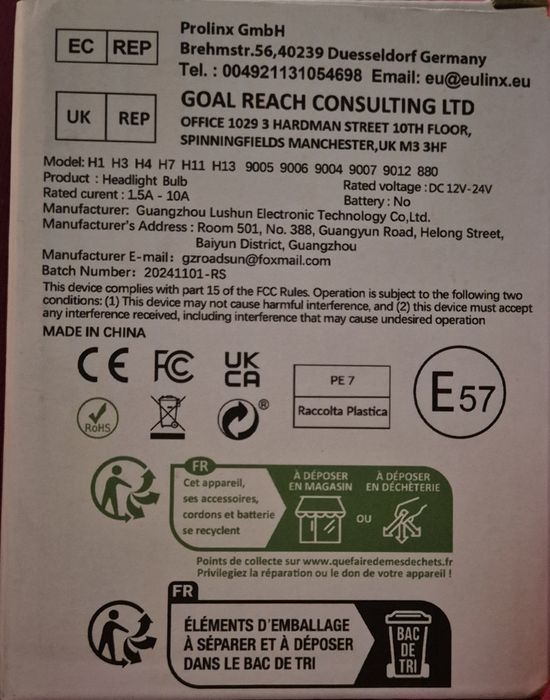 EC REP
Prolinx GmbH
Brehmstr.56,40239 Duesseldorf Germany
Tel. : 004921131054698 Email: eu@eulinx.eu
UK REP
GOAL REACH CONSULTING LTD
OFFICE 1029 3 HARDMAN STREET 10TH FLOOR,
SPINNINGFIELDS MANCHESTER,UK M3 3HF
Model: H1 H3 H4 H7 H11 H13 9005 9006 9004 9007 9012 880
Product : Headlight Bulb
Rated voltage : DC 12V-24V
Rated curent : 1.5A - 10A
Battery : No
Manufacturer: Guangzhou Lushun Electronic Technology Co,Ltd.
Manufacturer's Address : Room 501, No. 388, Guangyun Road, Helong Street,
Baiyun District, Guangzhou
Manufacturer E-mail : gzroadsun@foxmail.com
Batch Number: 20241101-RS
This device complies with part 15 of the FCC Rules. Operation is subject to the following two
conditions: (1) This device may not cause harmful interference, and (2) this device must accept
any interference received, including interference that may cause undesired operation
MADE IN CHINA
CE FC UK
CA
PE 7
Raccolta Plastica
E57
RoHS
®
FR
Cet appareil,
ses accessoires,
cordons et batterie
se recyclent
À DÉPOSER
EN MAGASIN
OU
À DÉPOSER
EN DÉCHÈTERIE
Points de collecte sur www.quefairedemesdechets.fr
Privilegiez la réparation ou le don de votre appareil !
FR
ÉLÉMENTS D'EMBALLAGE
À SÉPARER ET À DÉPOSER
DANS LE BAC DE TRI
BAC
DE
TRI